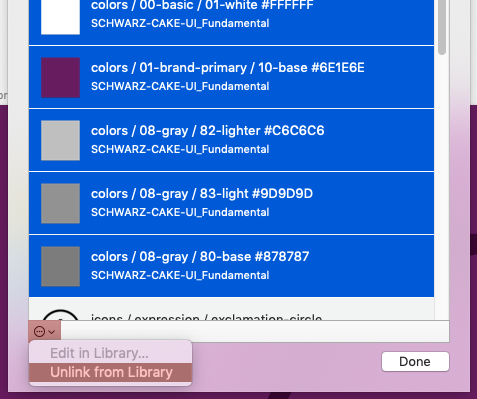 colors / 00-basic / 01-white #FFFFFF
SCHWARZ-CAKE-UI_Fundamental
colors / 01-brand-primary / 10-base #6E1E6E
SCHWARZ-CAKE-UI_Fundamental
colors / 08-gray / 82-lighter #C6C6C6
SCHWARZ-CAKE-UI_Fundamental
colors / 08-gray / 83-light #9D9D9D
SCHWARZ-CAKE-UI_Fundamental
colors / 08-gray / 80-base #878787
SCHWARZ-CAKE-UI_Fundamental
icons / expression / exclamation-circle
Edit in Library...
Unlink from Library
Done